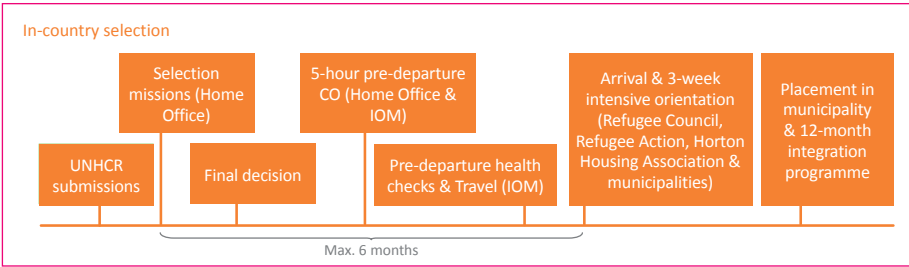 In-country selection
Selection
missions (Home
Office)
5-hour pre-departure
CO (Home Office &
IOM)
Arrival & 3-week
intensive orientation
(Refugee Council,
Refugee Action, Horton
Housing Association &
municipalities)
Placement in
municipality
& 12-month
integration
programme
UNHCR
submissions
Final decision
Pre-departure health
checks & Travel (IOM)
Max. 6 months